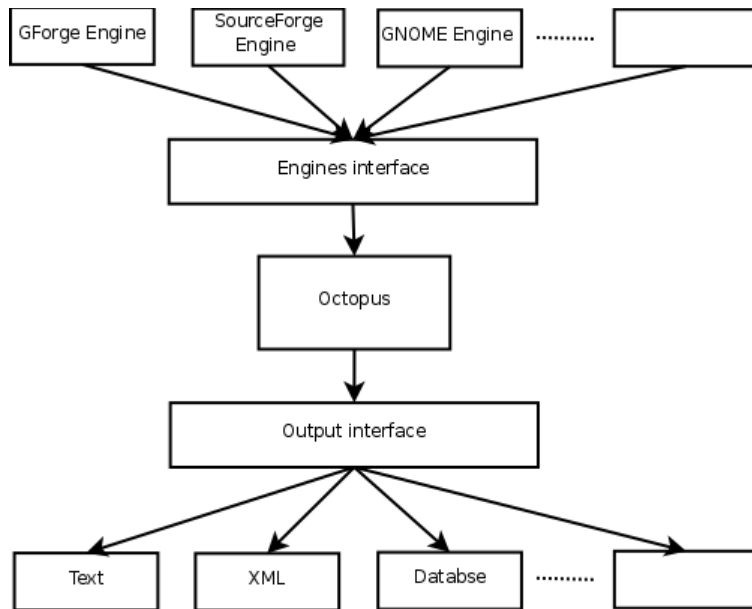 GForge Engine
SourceForge
Engine
GNOME Engine
Engines interface
Octopus
Output interface
Text
XML
Databse